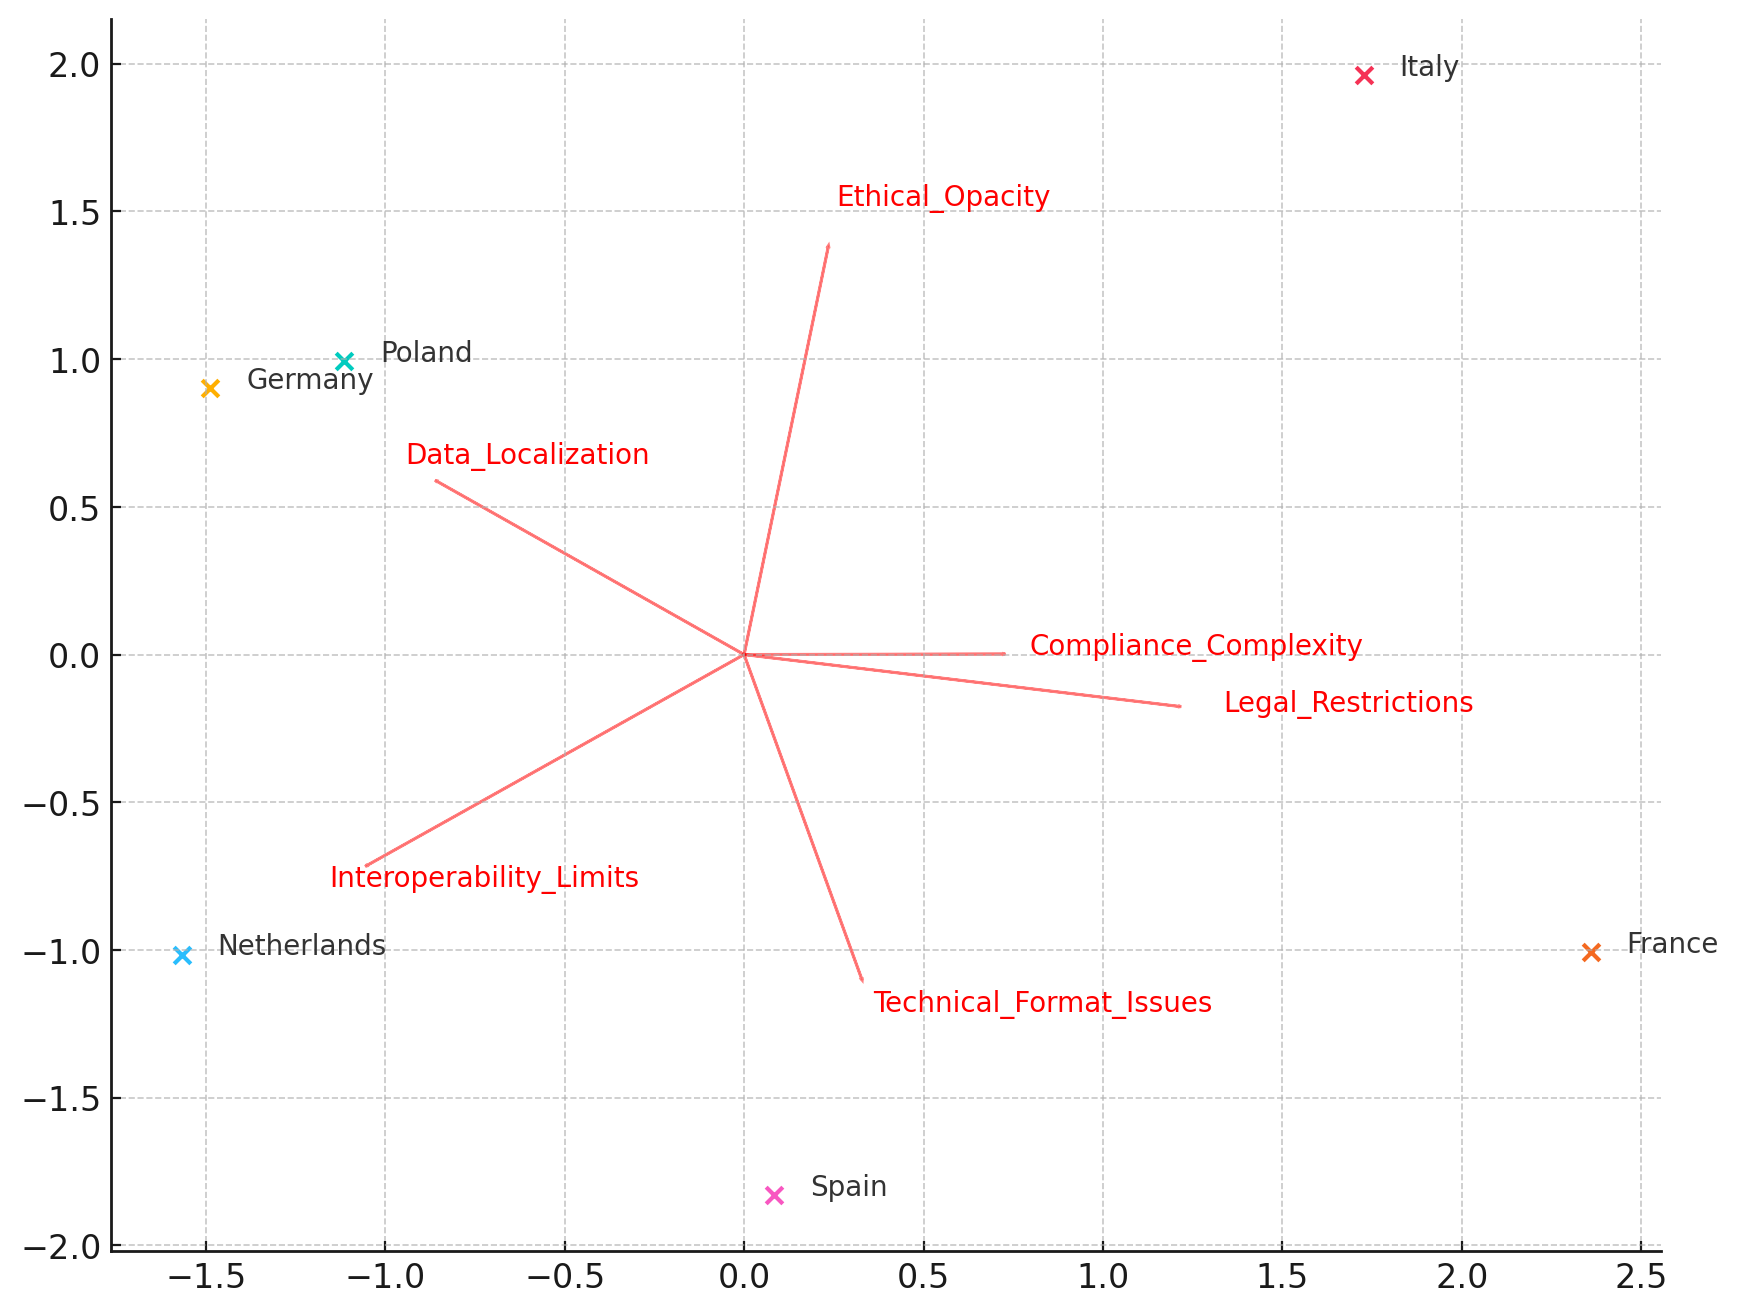 2.0
Italy
Ethical_Opacity
1.5
Poland
1.0
Germany
Data_Localization
0.5
Compliance_Complexity
0.0
Legal_Restrictions
−0.5
Interoperability_Limits
Netherlands
France
−1.0
Technical_Format_Issues
−1.5
Spain
−2.0
−1.5 −1.0 −0.5 0.0 0.5 1.0 1.5 2.0 2.5